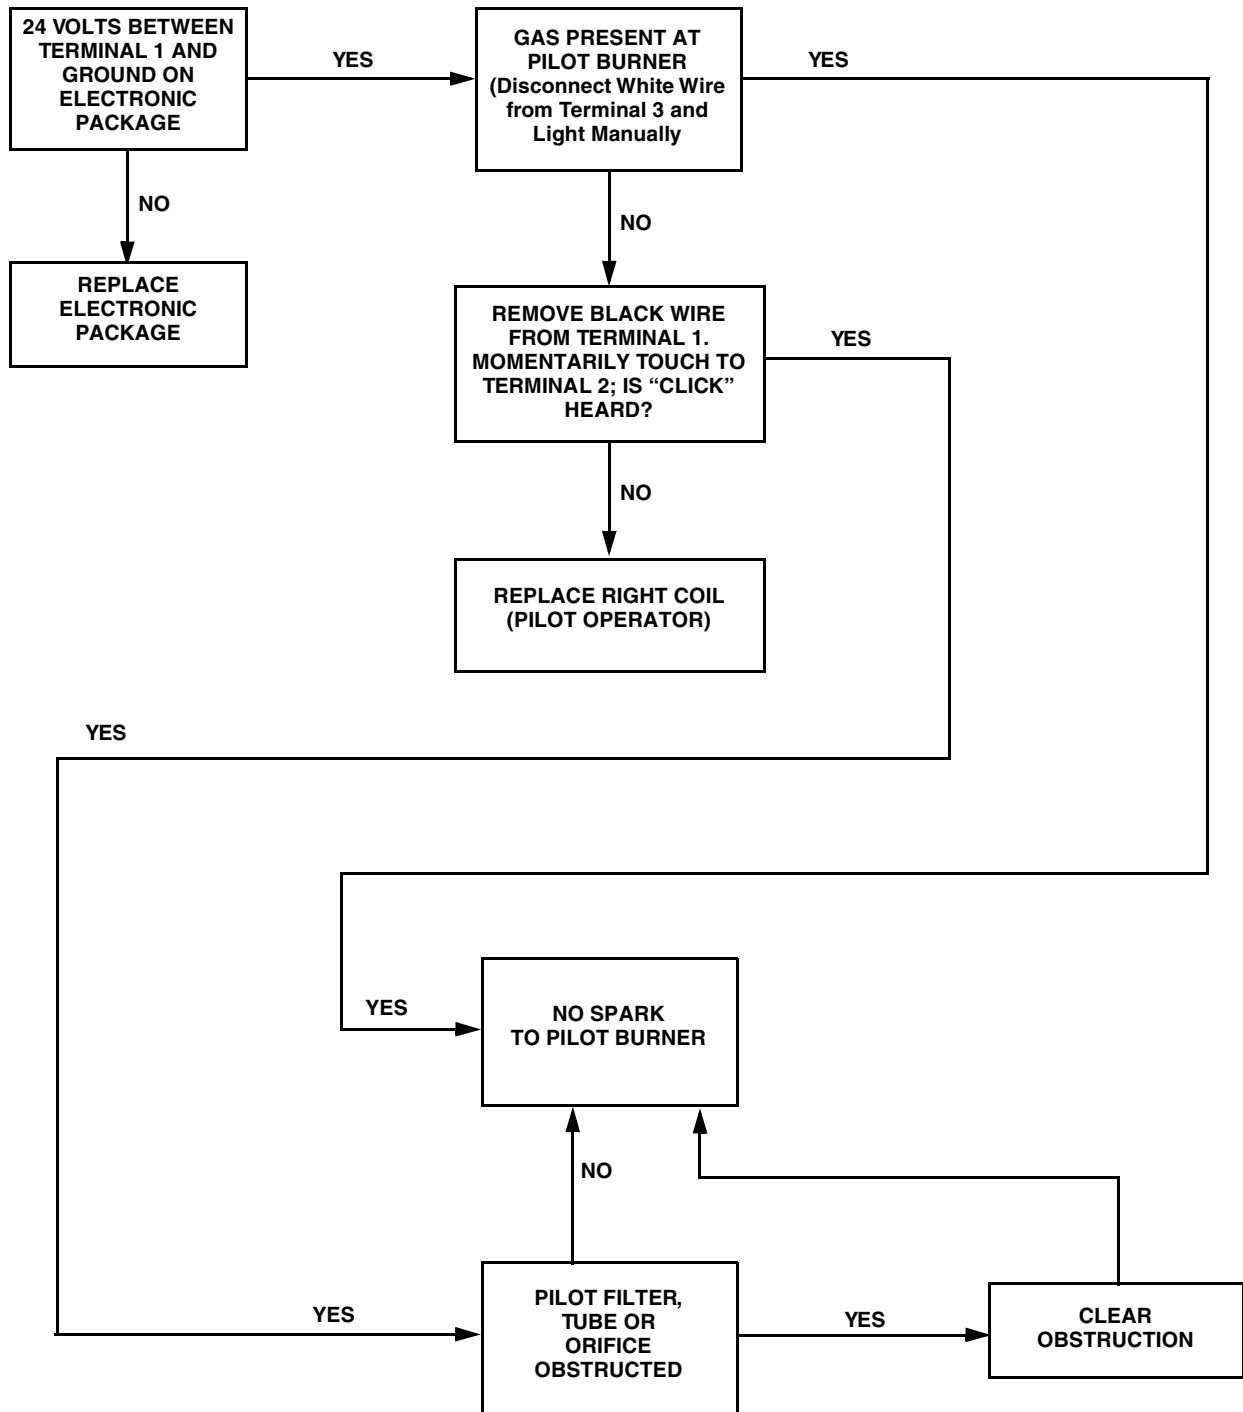 24 VOLTS BETWEEN
TERMINAL 1 AND
GROUND ON
ELECTRONIC
PACKAGE
YES
GAS PRESENT AT
PILOT BURNER
(Disconnect White Wire
from Terminal 3 and
Light Manually
YES
NO
NO
REPLACE
ELECTRONIC
PACKAGE
REMOVE BLACK WIRE
FROM TERMINAL 1.
MOMENTARILY TOUCH TO
TERMINAL 2; IS “CLICK”
HEARD?
YES
NO
REPLACE RIGHT COIL
(PILOT OPERATOR)
YES
YES
NO SPARK
TO PILOT BURNER
NO
YES
PILOT FILTER,
TUBE OR
ORIFICE
OBSTRUCTED
YES
CLEAR
OBSTRUCTION